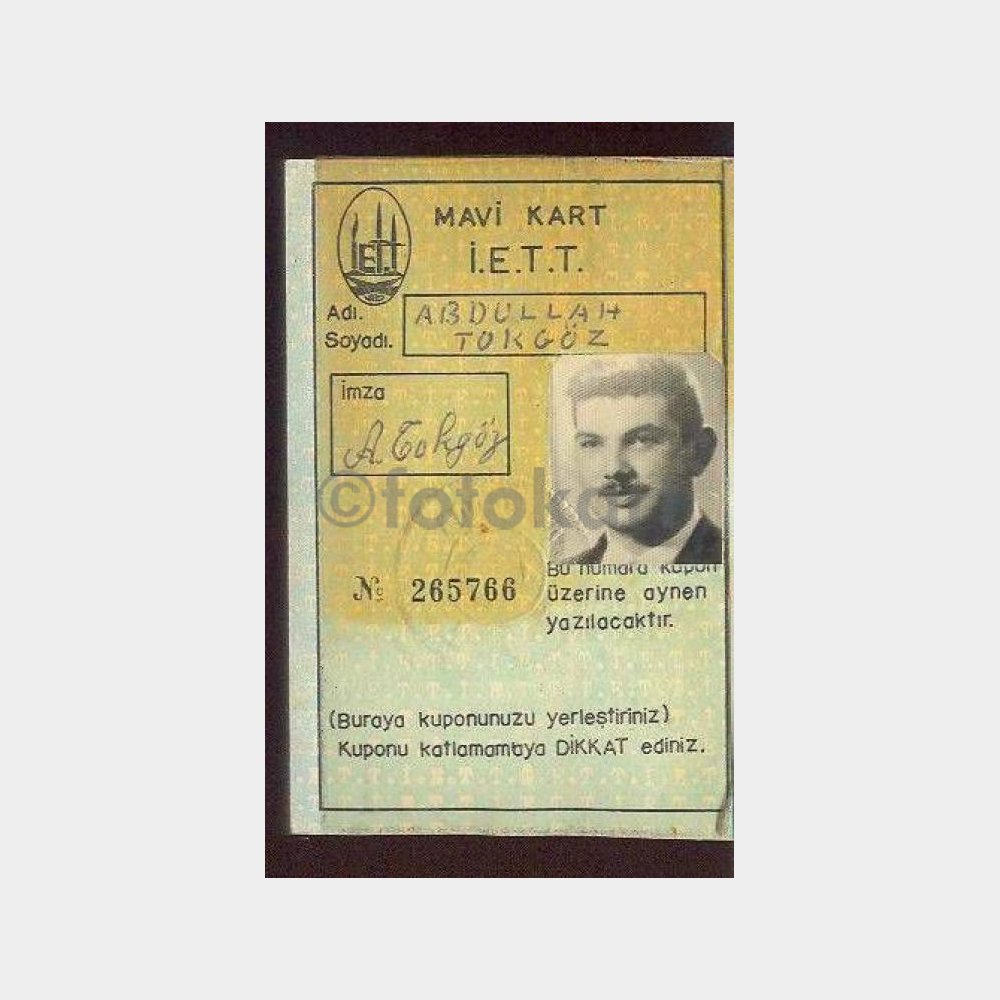 MAVİ KART
İ.E.T.T.
İETT
Adı.
Soyadı.
ABDULLAH
TOKGÖZ
İmza
A. Tokgöz
©fotoka
№ 265766
Bu numara kupon
üzerine aynen
yazılacaktır.
(Buraya kuponunuzu yerleştiriniz)
Kuponu katlamamaya DİKKAT ediniz.